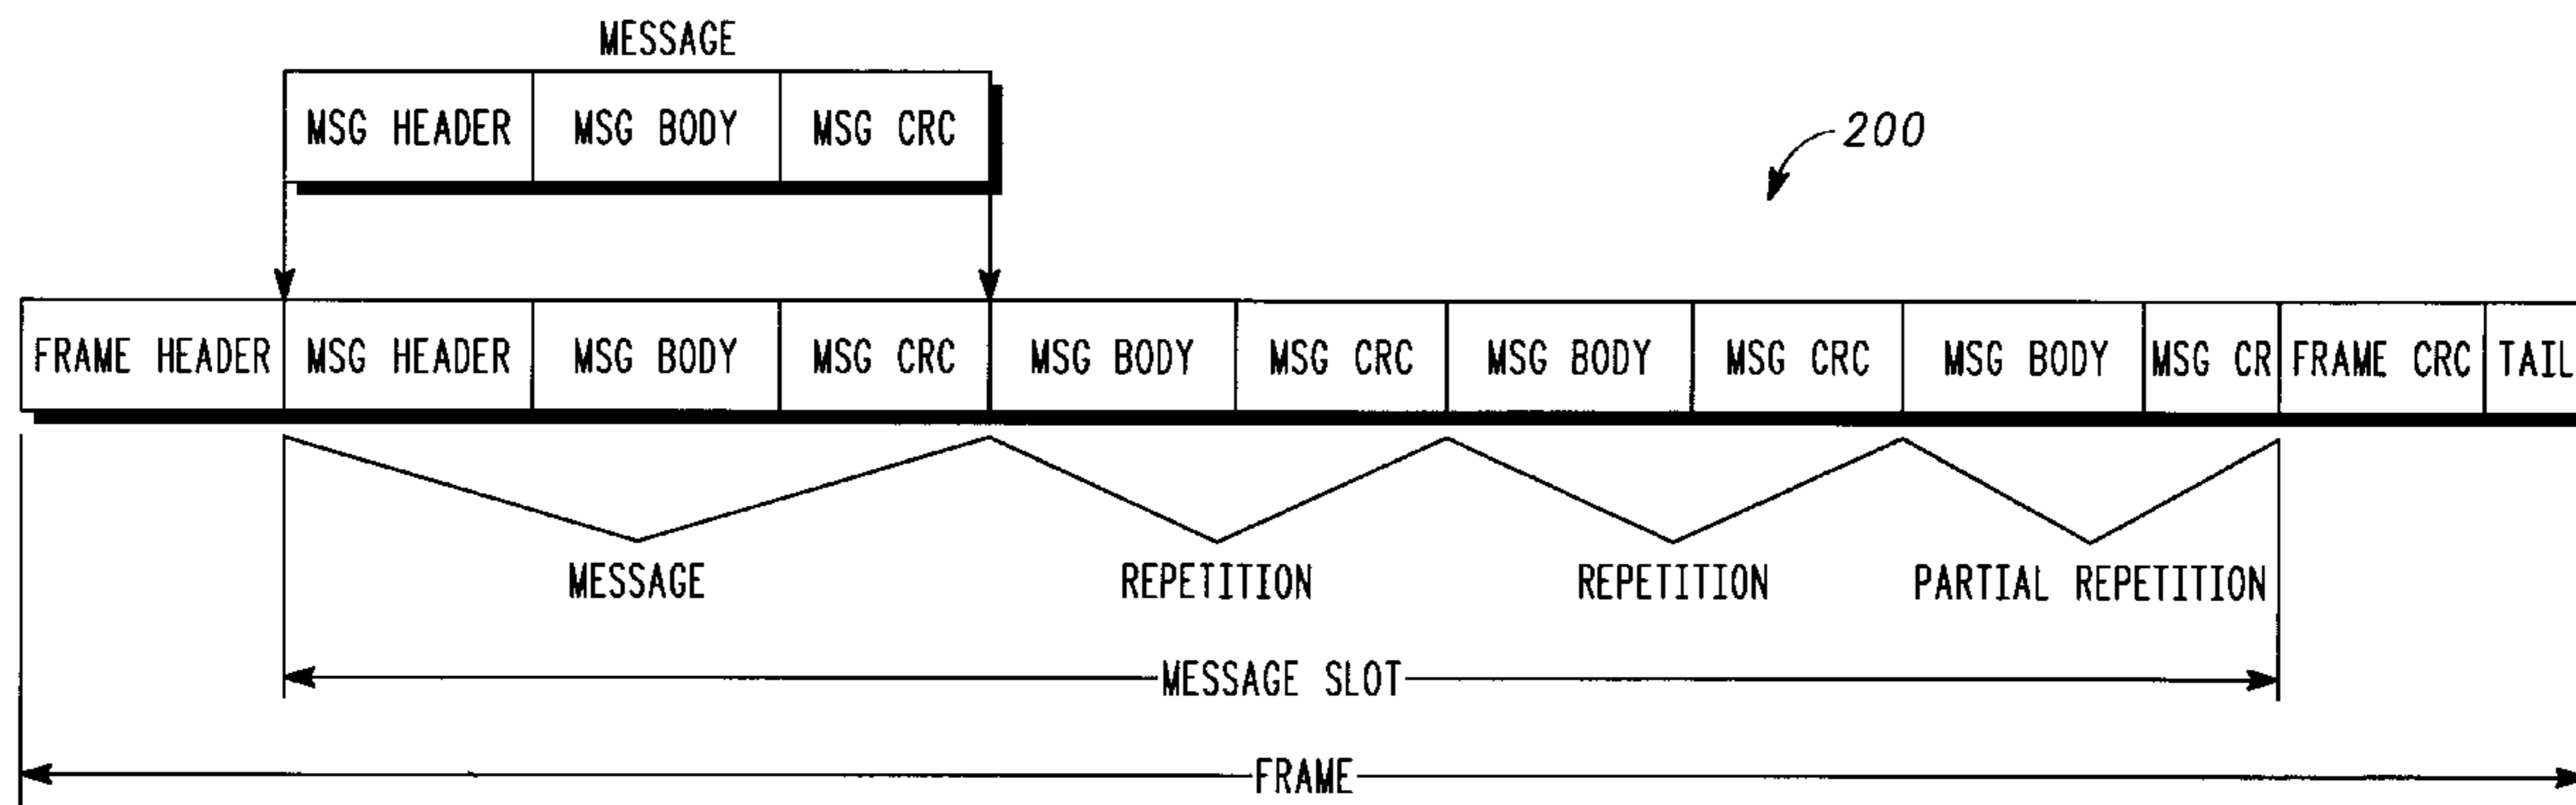 MESSAGE
MSG HEADER MSG BODY MSG CRC
200
FRAME HEADER MSG HEADER MSG BODY MSG CRC MSG BODY MSG CRC MSG BODY MSG CRC MSG BODY MSG CR FRAME CRC TAIL
MESSAGE REPETITION REPETITION PARTIAL REPETITION
MESSAGE SLOT
FRAME